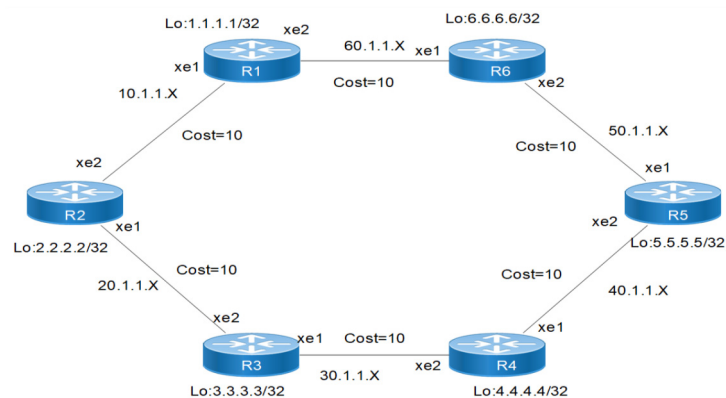 Lo:1.1.1.1/32
xe2
Lo:6.6.6.6/32
60.1.1.X
xe1
xe1
R1
R6
Cost=10
xe2
10.1.1.X
Cost=10
50.1.1.X
Cost=10
xe2
xe1
R2
R5
xe1
xe2
Lo:2.2.2.2/32
Lo:5.5.5.5/32
Cost=10
Cost=10
20.1.1.X
40.1.1.X
xe2
xe1
xe1
Cost=10
R3
xe2
R4
30.1.1.X
Lo:3.3.3.3/32
Lo:4.4.4.4/32